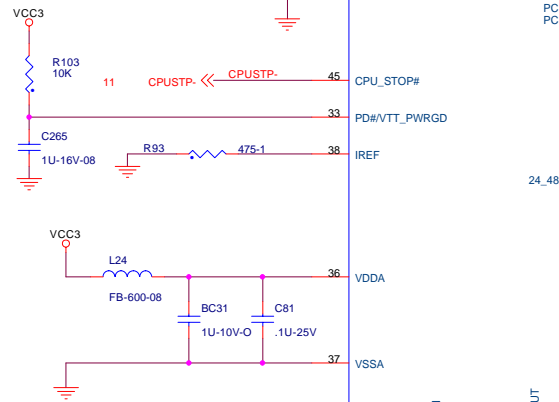 PC
PC
VCC3
R103
10K
11 CPUSTP- CPUSTP- 45 CPU_STOP#
33 PD#/VTT_PWRGD
C265
1U-16V-08
R93 475-1 38 IREF
24_48
VCC3
L24
FB-600-08
36 VDDA
BC31 C81
1U-10V-O .1U-25V
37 VSSA
UT